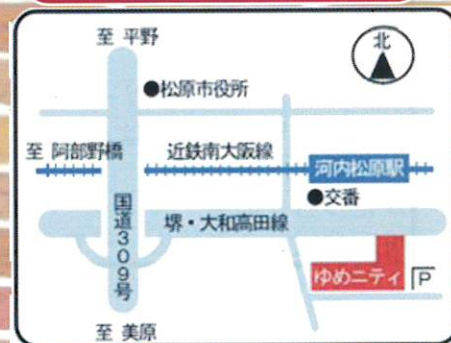 至 平野
北
●松原市役所
至 阿部野橋
近鉄南大阪線
河内松原駅
●交番
国道309号
堺・大和高田線
ゆめニティ
P
至 美原